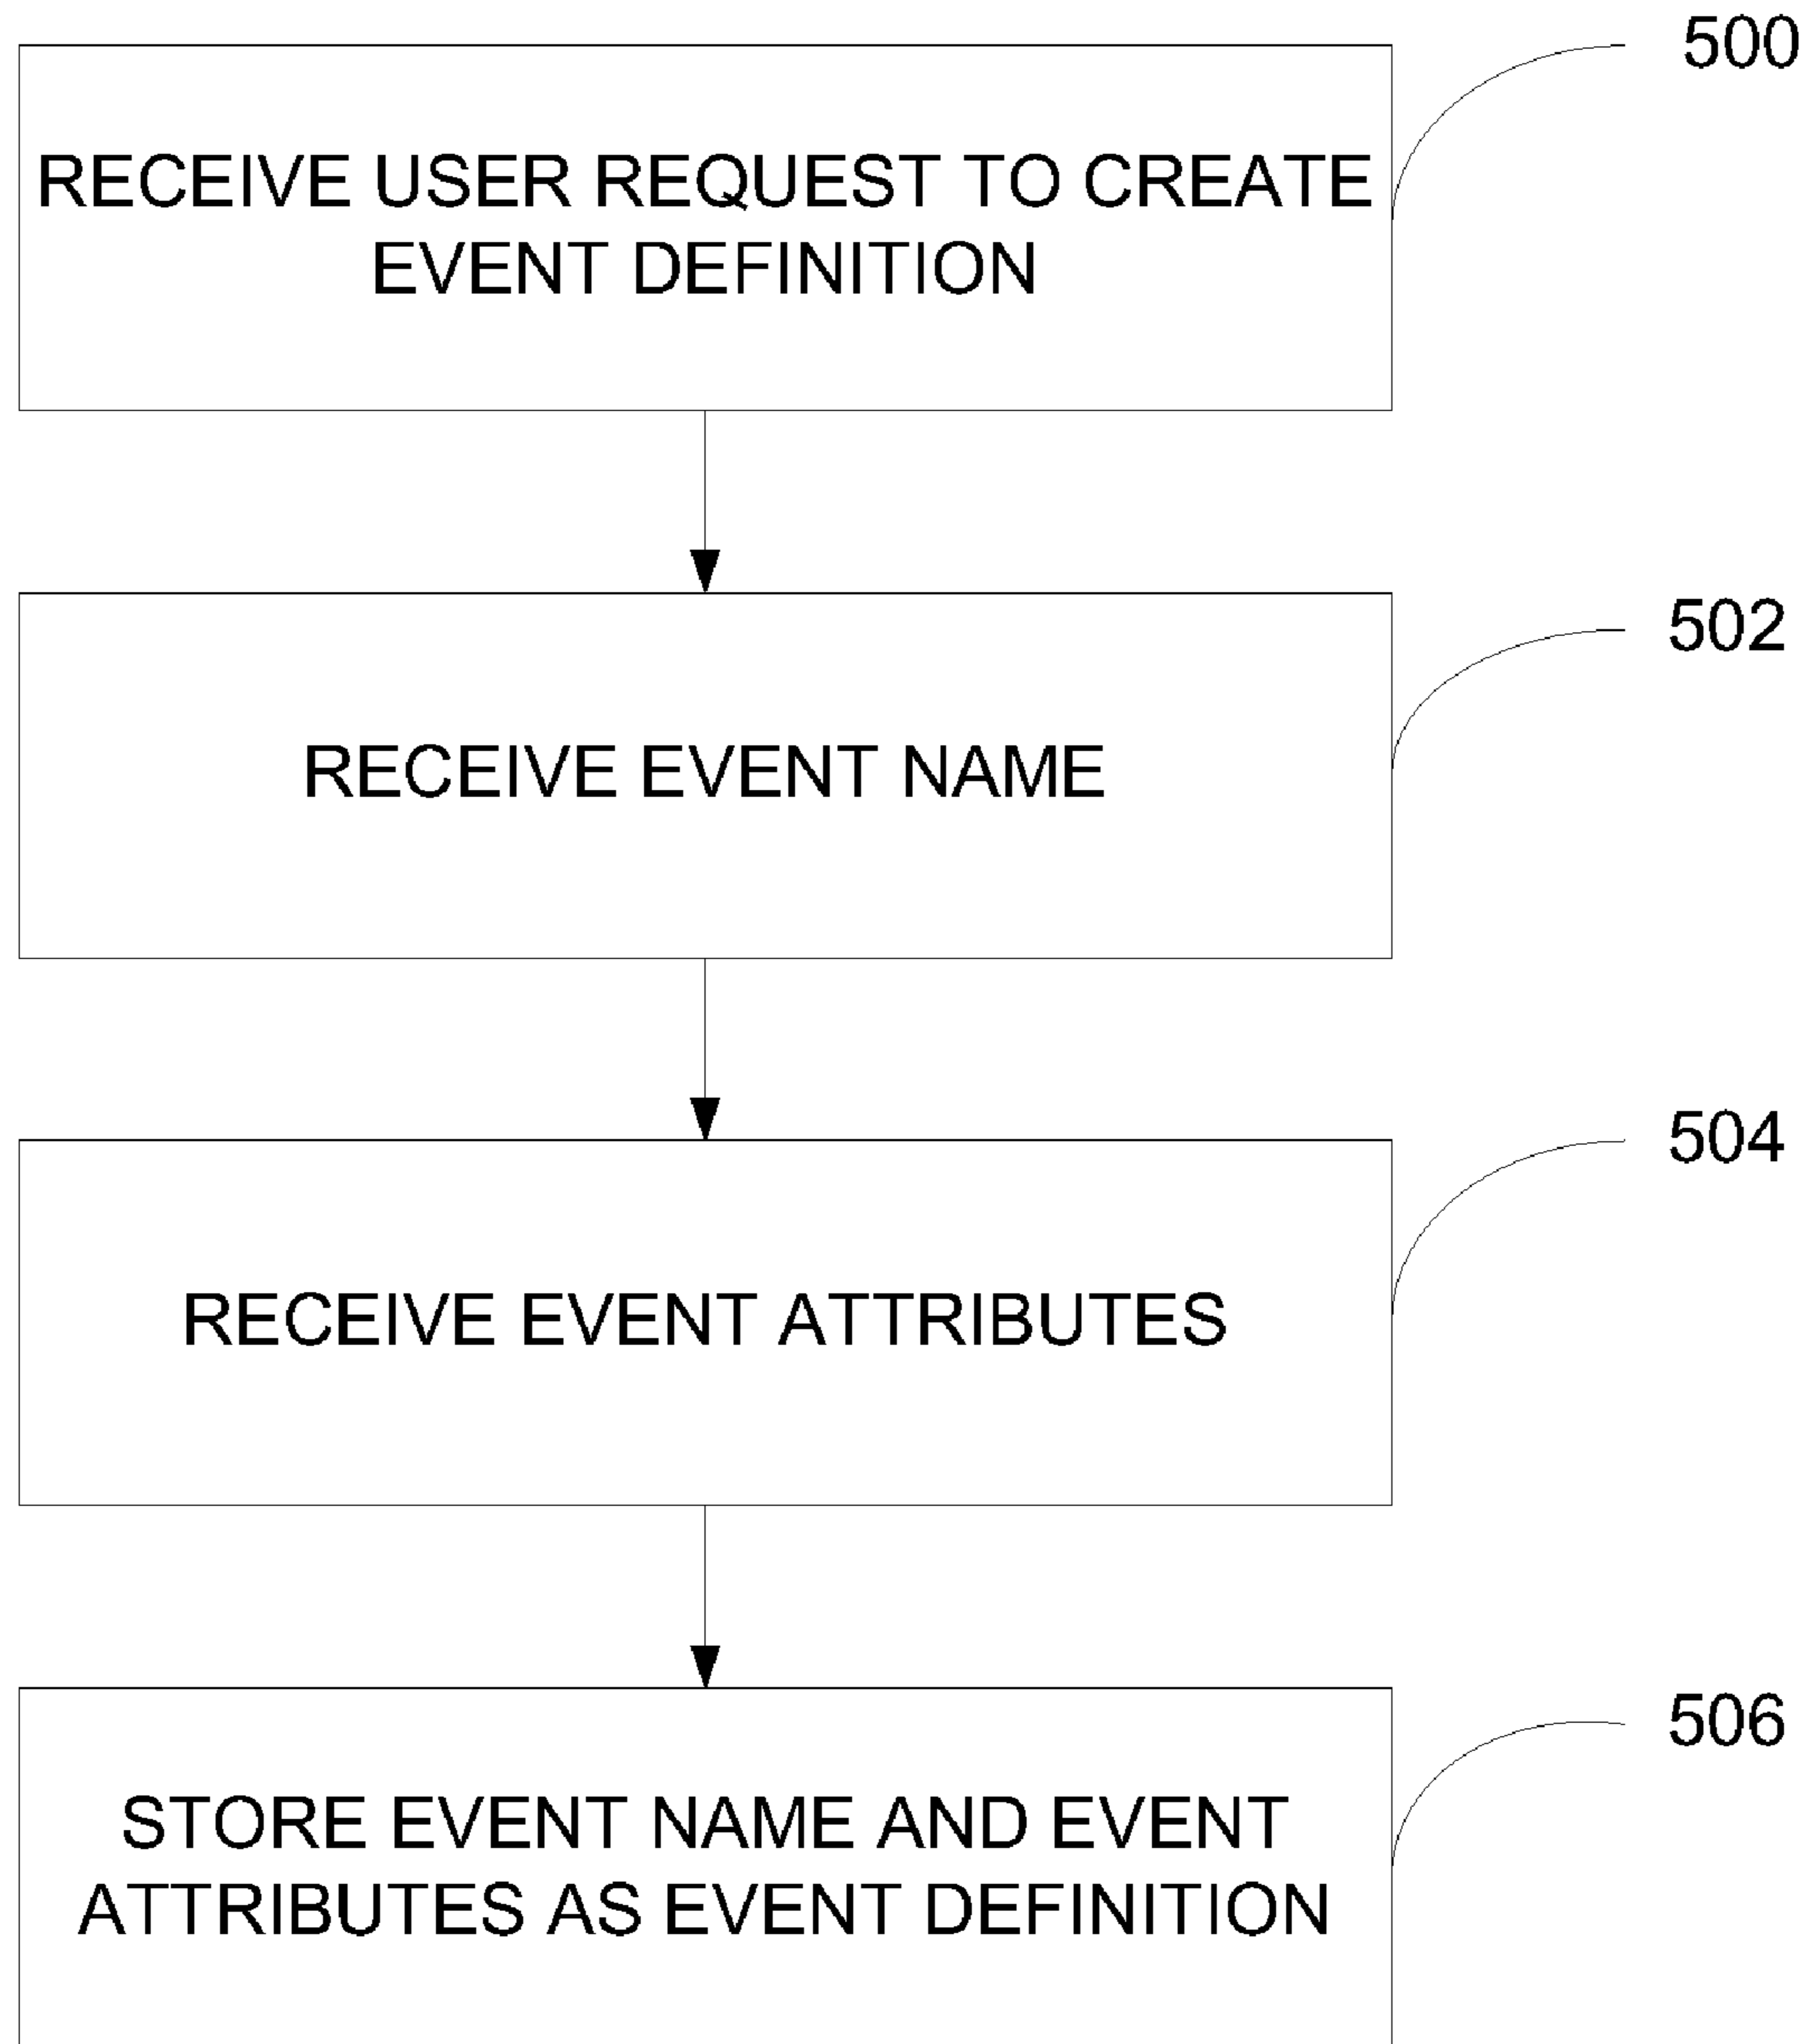 500
RECEIVE USER REQUEST TO CREATE
EVENT DEFINITION
502
RECEIVE EVENT NAME
504
RECEIVE EVENT ATTRIBUTES
506
STORE EVENT NAME AND EVENT
ATTRIBUTES AS EVENT DEFINITION